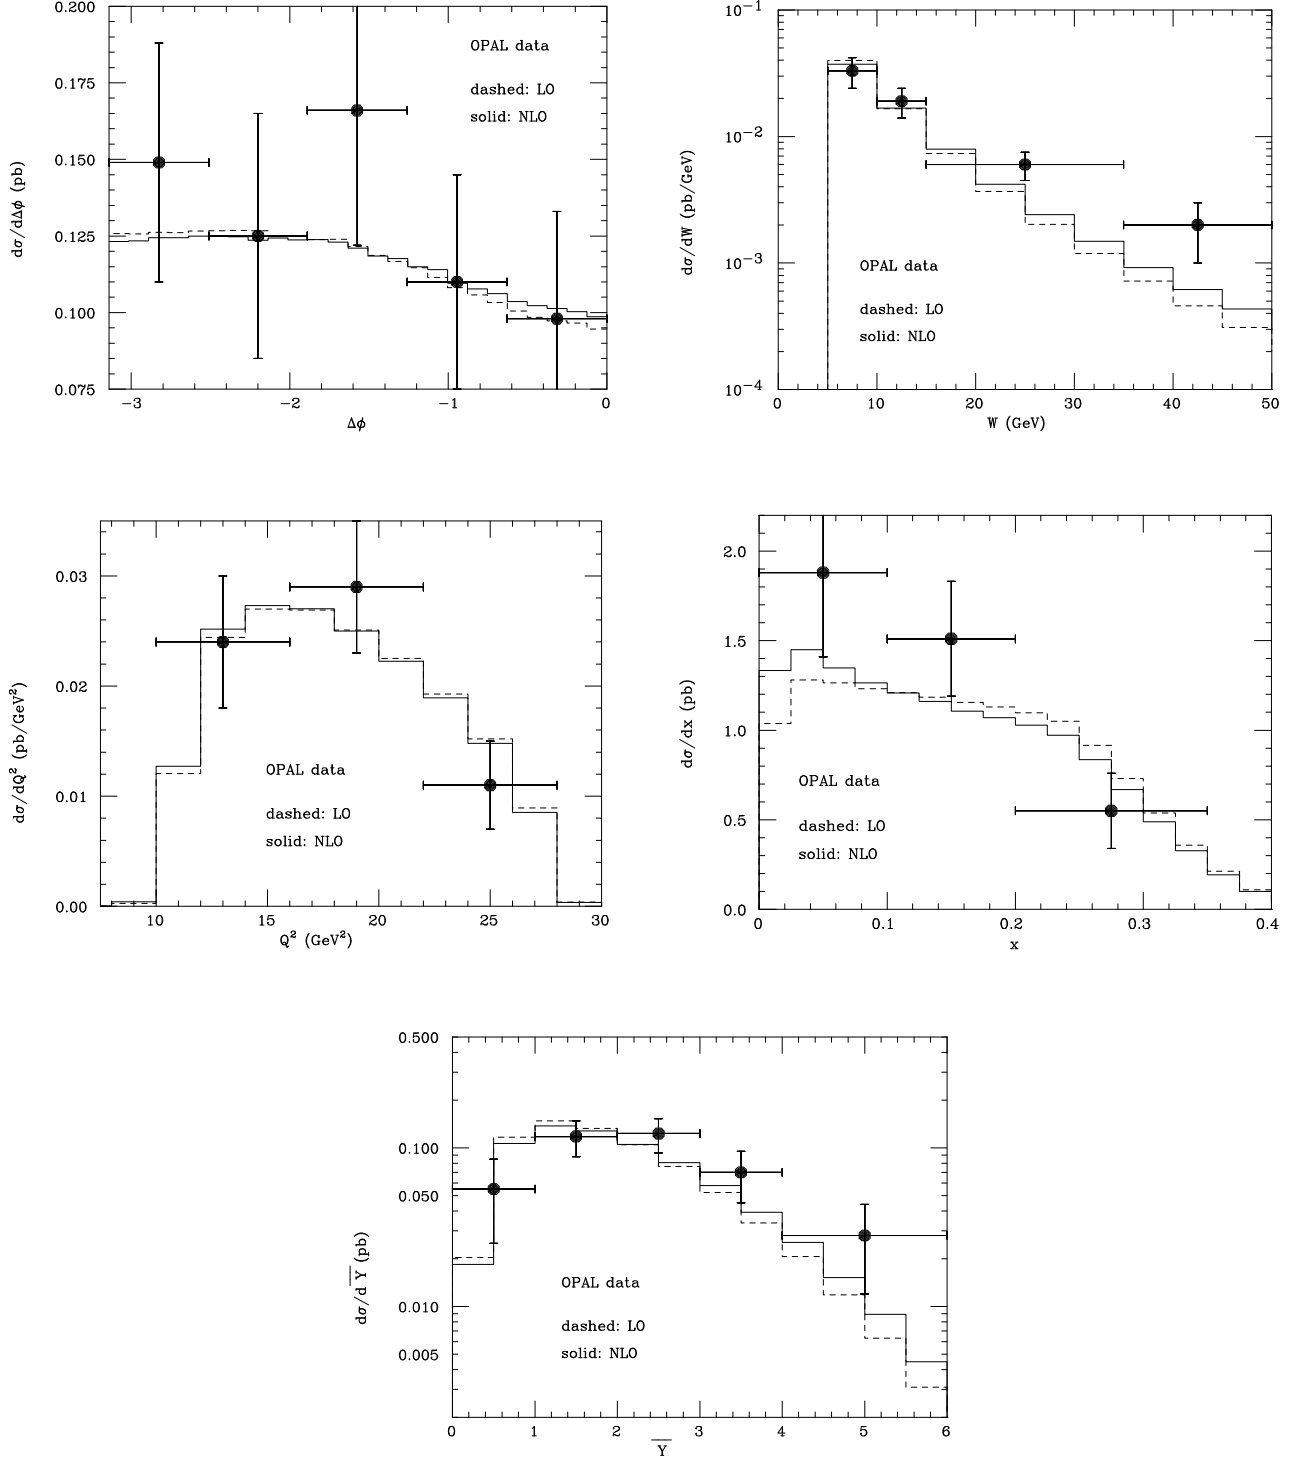 0.200
0.175
0.150
0.125
0.100
0.075
dσ/dΔϕ (pb)
OPAL data
dashed: LO
solid: NLO
−3 −2 −1 0
Δϕ
10⁻¹
10⁻²
10⁻³
10⁻⁴
dσ/dW (pb/GeV)
OPAL data
dashed: LO
solid: NLO
0 10 20 30 40 50
W (GeV)
0.03
0.02
0.01
0.00
dσ/dQ² (pb/GeV²)
OPAL data
dashed: LO
solid: NLO
10 15 20 25 30
Q² (GeV²)
2.0
1.5
1.0
0.5
0.0
dσ/dx (pb)
OPAL data
dashed: LO
solid: NLO
0 0.1 0.2 0.3 0.4
x
0.500
0.100
0.050
0.010
0.005
dσ/dY̅ (pb)
OPAL data
dashed: LO
solid: NLO
0 1 2 3 4 5 6
Y̅